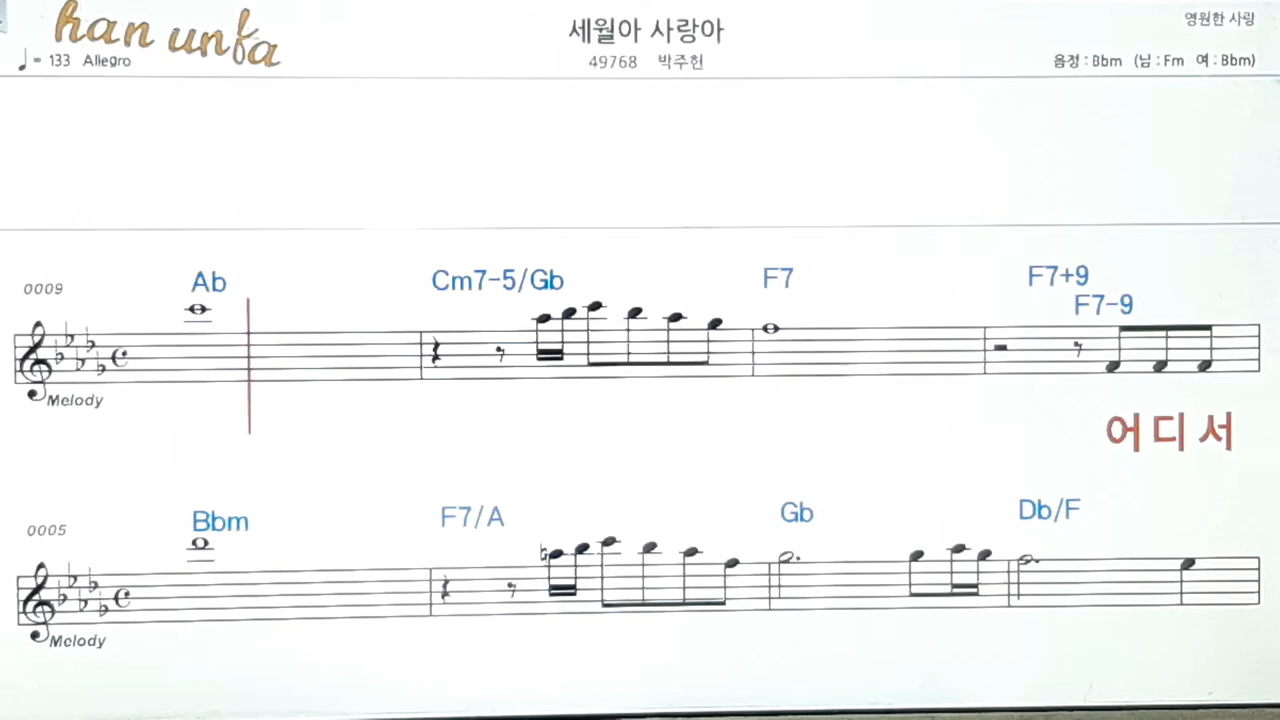 han unfa
세월아 사랑아
영원한 사랑
♩= 133 Allegro
49768 박주헌
음정 : Bbm (남 : Fm 여 : Bbm)
0009
Ab Cm7-5/Gb F7 F7+9
F7-9
Melody
어 디 서
0005
Bbm F7/A Gb Db/F
Melody